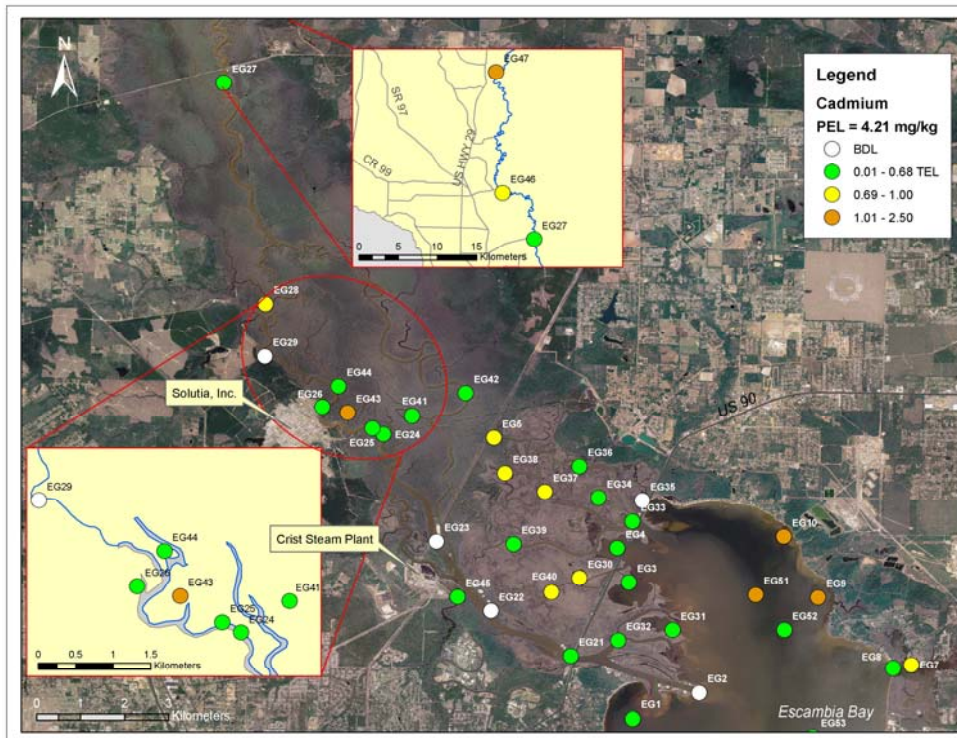 N
EG27
EG47
SR 97
US HWY 29
CR 99
EG46
EG27
0 5 10 15
Kilometers
Legend
Cadmium
PEL = 4.21 mg/kg
BDL
0.01 - 0.68 TEL
0.69 - 1.00
1.01 - 2.50
EG28
EG29
EG44
EG42
Solutia, Inc.
EG26
EG43
EG41
EG25
EG24
US 90
EG5
EG38
EG36
EG37
EG34
EG35
EG33
EG10
EG23
EG39
EG4
Crist Steam Plant
EG30
EG3
EG40
EG51
EG9
EG45
EG22
EG31
EG52
EG32
EG21
EG8
EG7
EG2
EG1
Escambia Bay
EG53
EG29
EG44
EG26
EG43
EG41
EG25
EG24
0 0.5 1 1.5
Kilometers
Kilometers